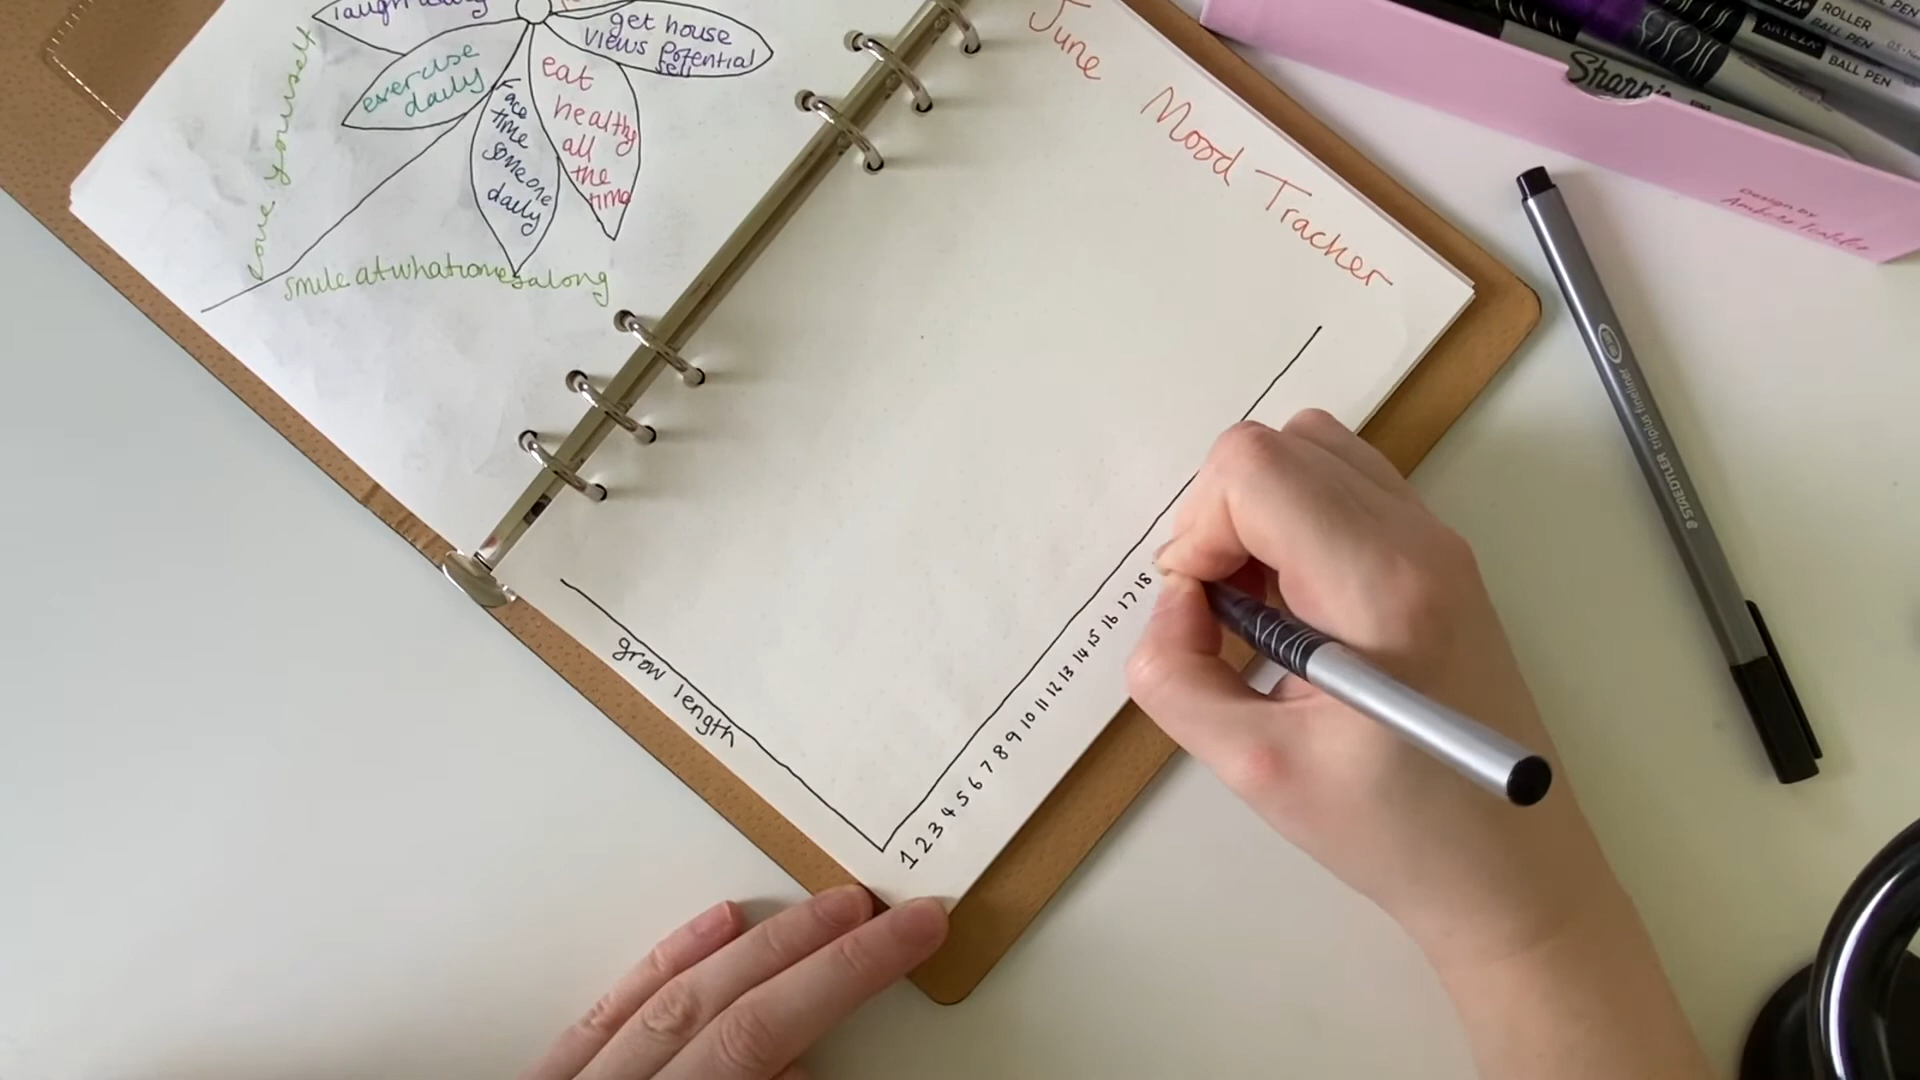 love yourself
exercise
daily
Face
time
someone
daily
eat
healthy
all
the
time
get house
views potential
sell
smile at what comes along
June Mood Tracker
grow length
1 2 3 4 5 6 7 8 9 10 11 12 13 14 15 16 17 18
Sharpie
ROLLER
BALL PEN
ARTEZA
BALL PEN
PEN
Design by
STAEDTLER triplus fineliner